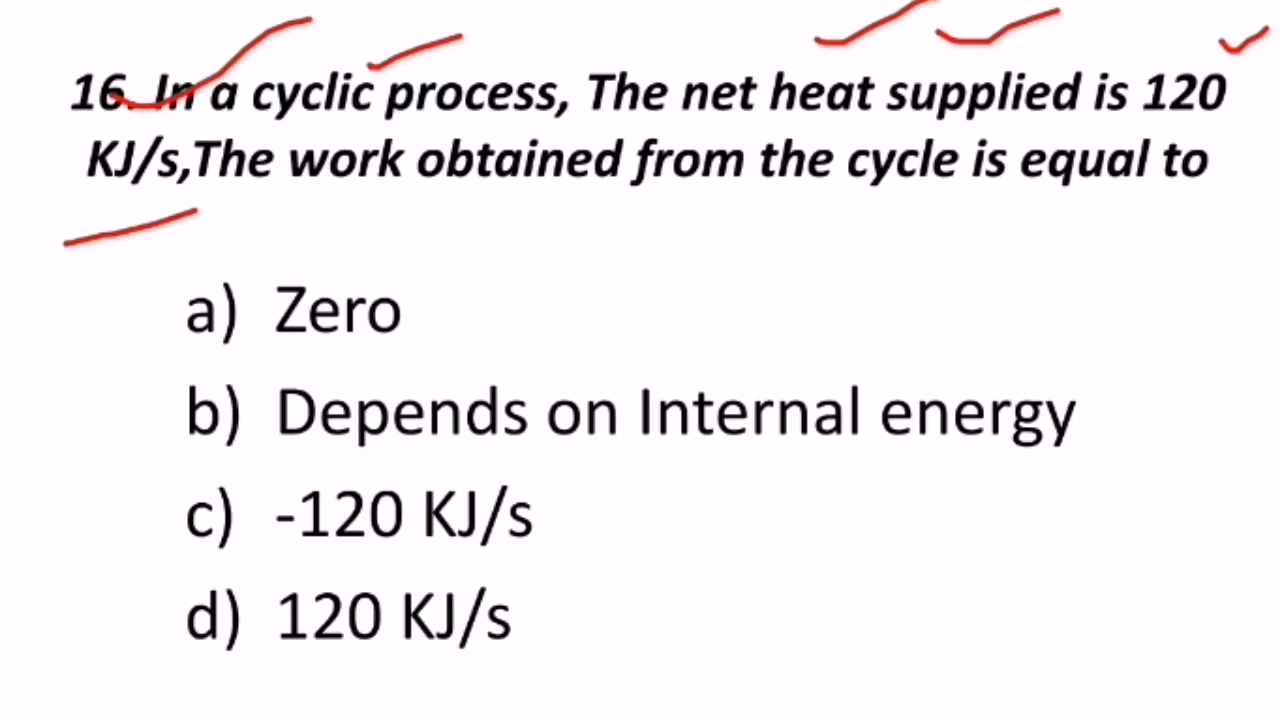 16. In a cyclic process, The net heat supplied is 120
KJ/s,The work obtained from the cycle is equal to
a) Zero
b) Depends on Internal energy
c) -120 KJ/s
d) 120 KJ/s